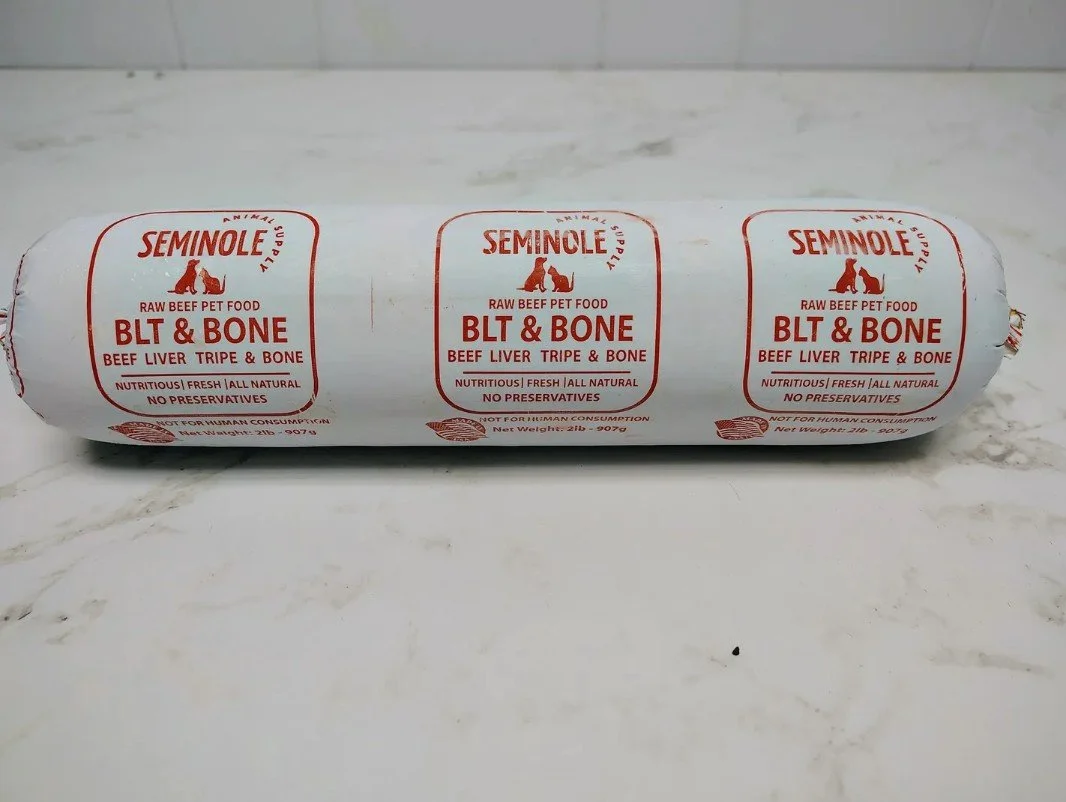 SEMINOLE
ANIMAL SUPPLY
RAW BEEF PET FOOD
BLT & BONE
BEEF LIVER TRIPE & BONE
NUTRITIOUS| FRESH |ALL NATURAL
NO PRESERVATIVES
NOT FOR HUMAN CONSUMPTION
Net Weight: 2lb - 907g
SEMINOLE
ANIMAL SUPPLY
RAW BEEF PET FOOD
BLT & BONE
BEEF LIVER TRIPE & BONE
NUTRITIOUS| FRESH |ALL NATURAL
NO PRESERVATIVES
NOT FOR HUMAN CONSUMPTION
Net Weight: 2lb - 907g
SEMINOLE
ANIMAL SUPPLY
RAW BEEF PET FOOD
BLT & BONE
BEEF LIVER TRIPE & BONE
NUTRITIOUS| FRESH |ALL NATURAL
NO PRESERVATIVES
NOT FOR HUMAN CONSUMPTION
Net Weight: 2lb - 907g